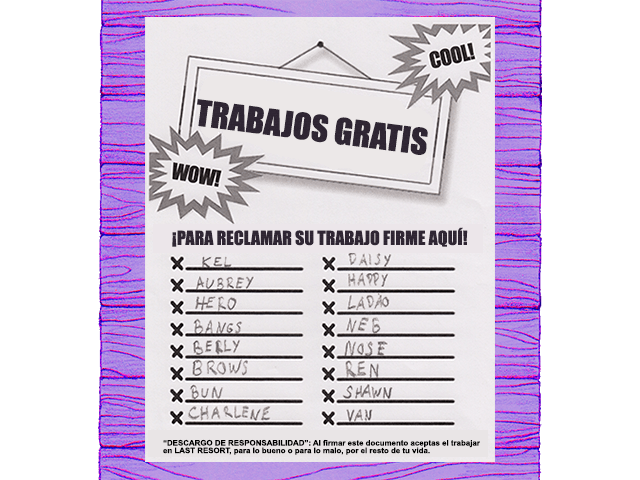 COOL!
TRABAJOS GRATIS
WOW!
¡PARA RECLAMAR SU TRABAJO FIRME AQUÍ!
X KEL
X DAISY
X AUBREY
X HAPPY
X HERO
X LADAO
X BANGS
X NEB
X BERLY
X NOSE
X BROWS
X REN
X BUN
X SHAWN
X CHARLENE
X VAN
"DESCARGO DE RESPONSABILIDAD": Al firmar este documento aceptas el trabajar
en LAST RESORT, para lo bueno o para lo malo, por el resto de tu vida.